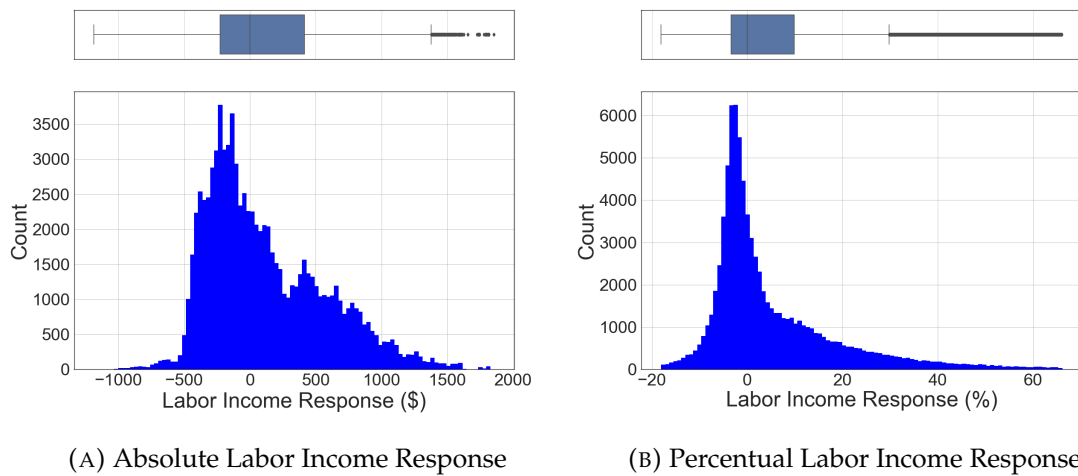 3500
3000
2500
2000
1500
1000
500
0
Count
−1000 −500 0 500 1000 1500 2000
Labor Income Response ($)
(A) Absolute Labor Income Response
6000
5000
4000
3000
2000
1000
0
Count
−20 0 20 40 60
Labor Income Response (%)
(B) Percentual Labor Income Response